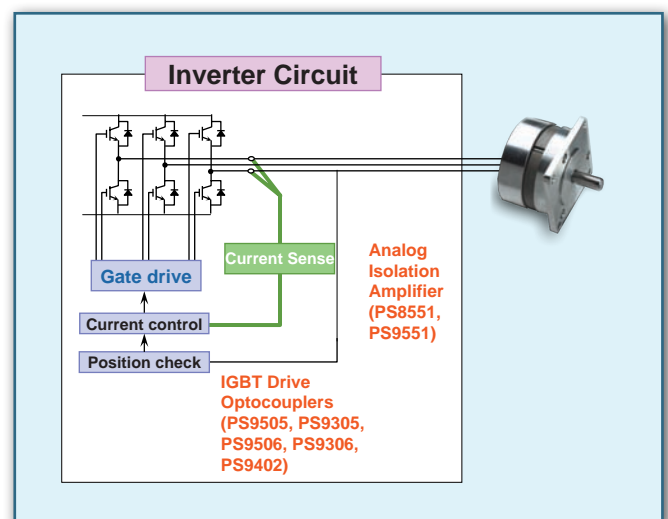 Inverter Circuit
Current Sense
Gate drive
Current control
Position check
Analog
Isolation
Amplifier
(PS8551,
PS9551)
IGBT Drive
Optocouplers
(PS9505, PS9305,
PS9506, PS9306,
PS9402)